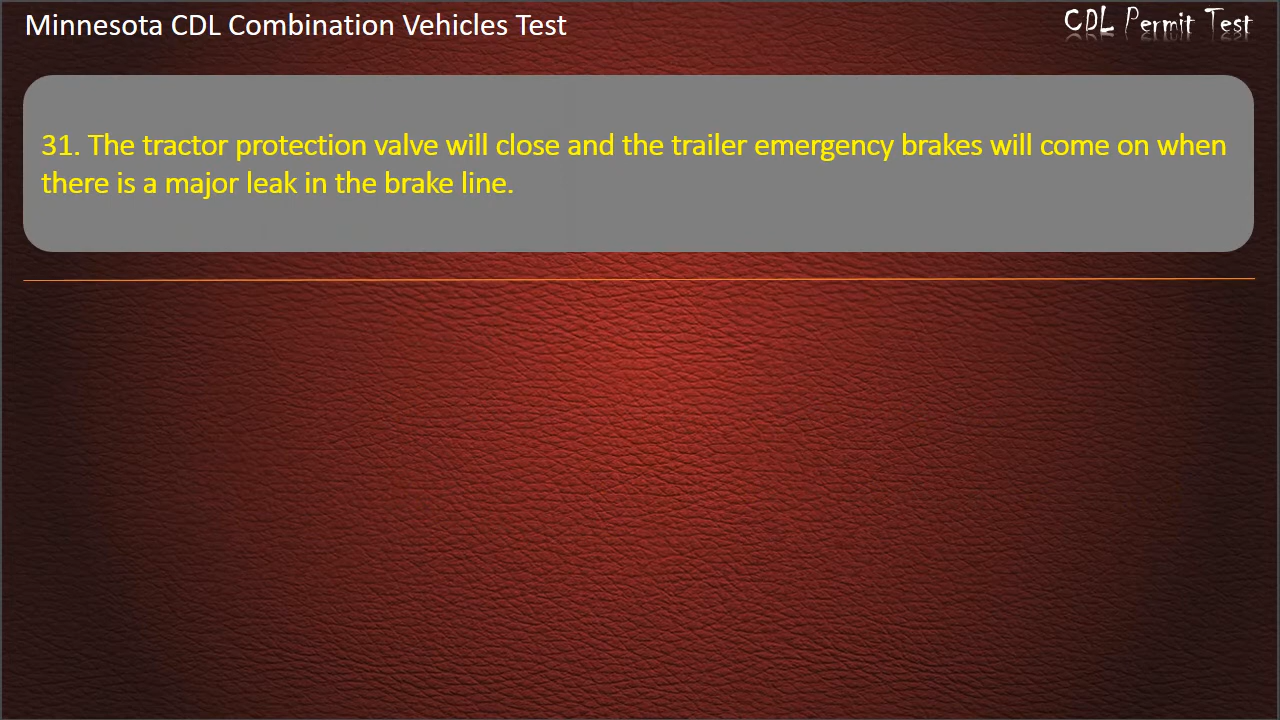 Minnesota CDL Combination Vehicles Test
CDL Permit Test
31. The tractor protection valve will close and the trailer emergency brakes will come on when
there is a major leak in the brake line.